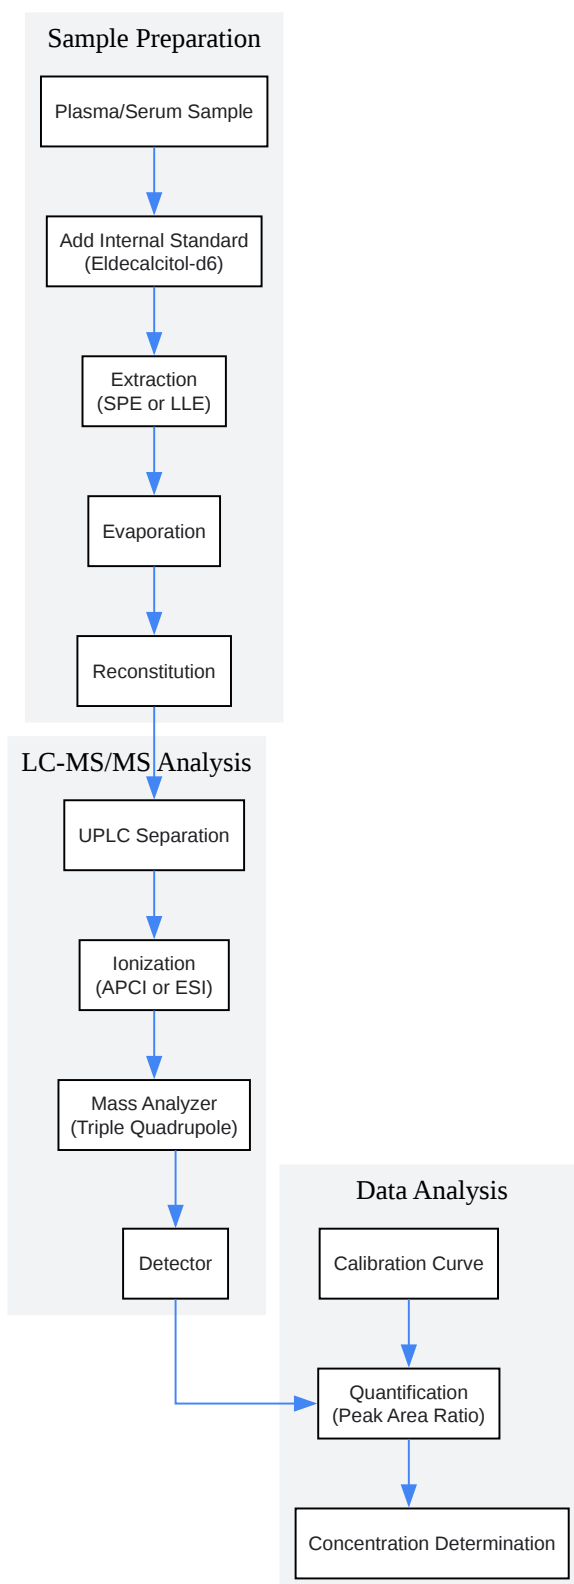 Sample Preparation
Plasma/Serum Sample
Add Internal Standard
(Eldecalcitol-d6)
Extraction
(SPE or LLE)
Evaporation
Reconstitution
LC-MS/MS Analysis
UPLC Separation
Ionization
(APCI or ESI)
Mass Analyzer
(Triple Quadrupole)
Detector
Data Analysis
Calibration Curve
Quantification
(Peak Area Ratio)
Concentration Determination